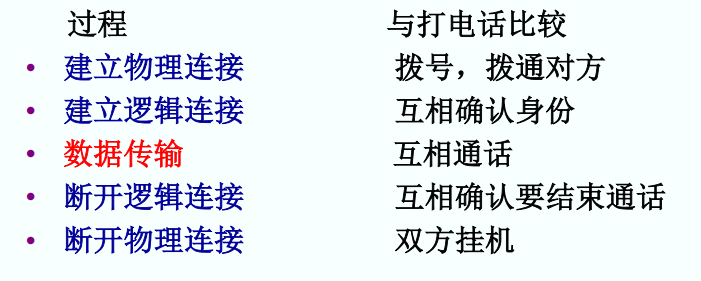 过程 与打电话比较
• 建立物理连接 拨号，拨通对方
• 建立逻辑连接 互相确认身份
• 数据传输 互相通话
• 断开逻辑连接 互相确认要结束通话
• 断开物理连接 双方挂机